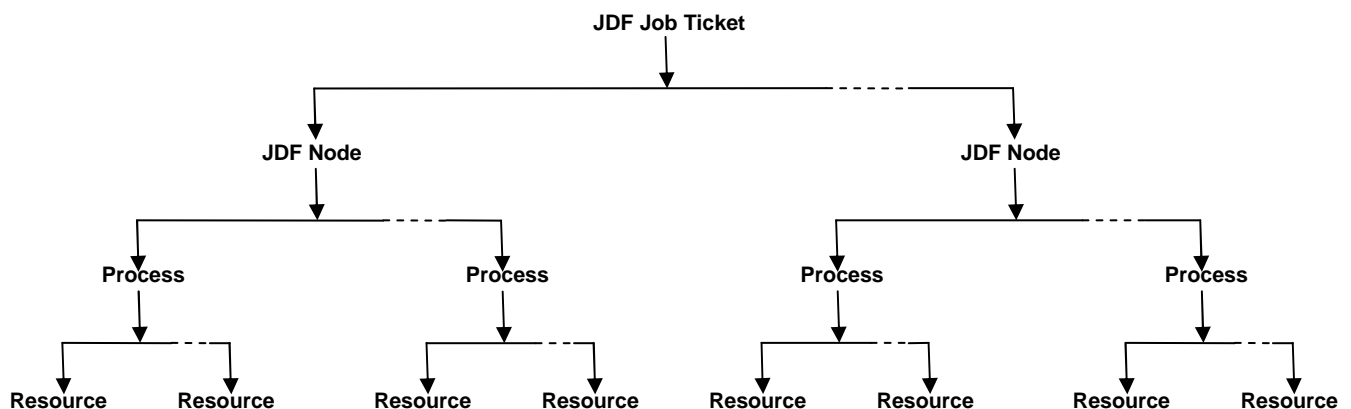 JDF Job Ticket
JDF Node JDF Node
Process Process Process Process
Resource Resource Resource Resource Resource Resource Resource Resource